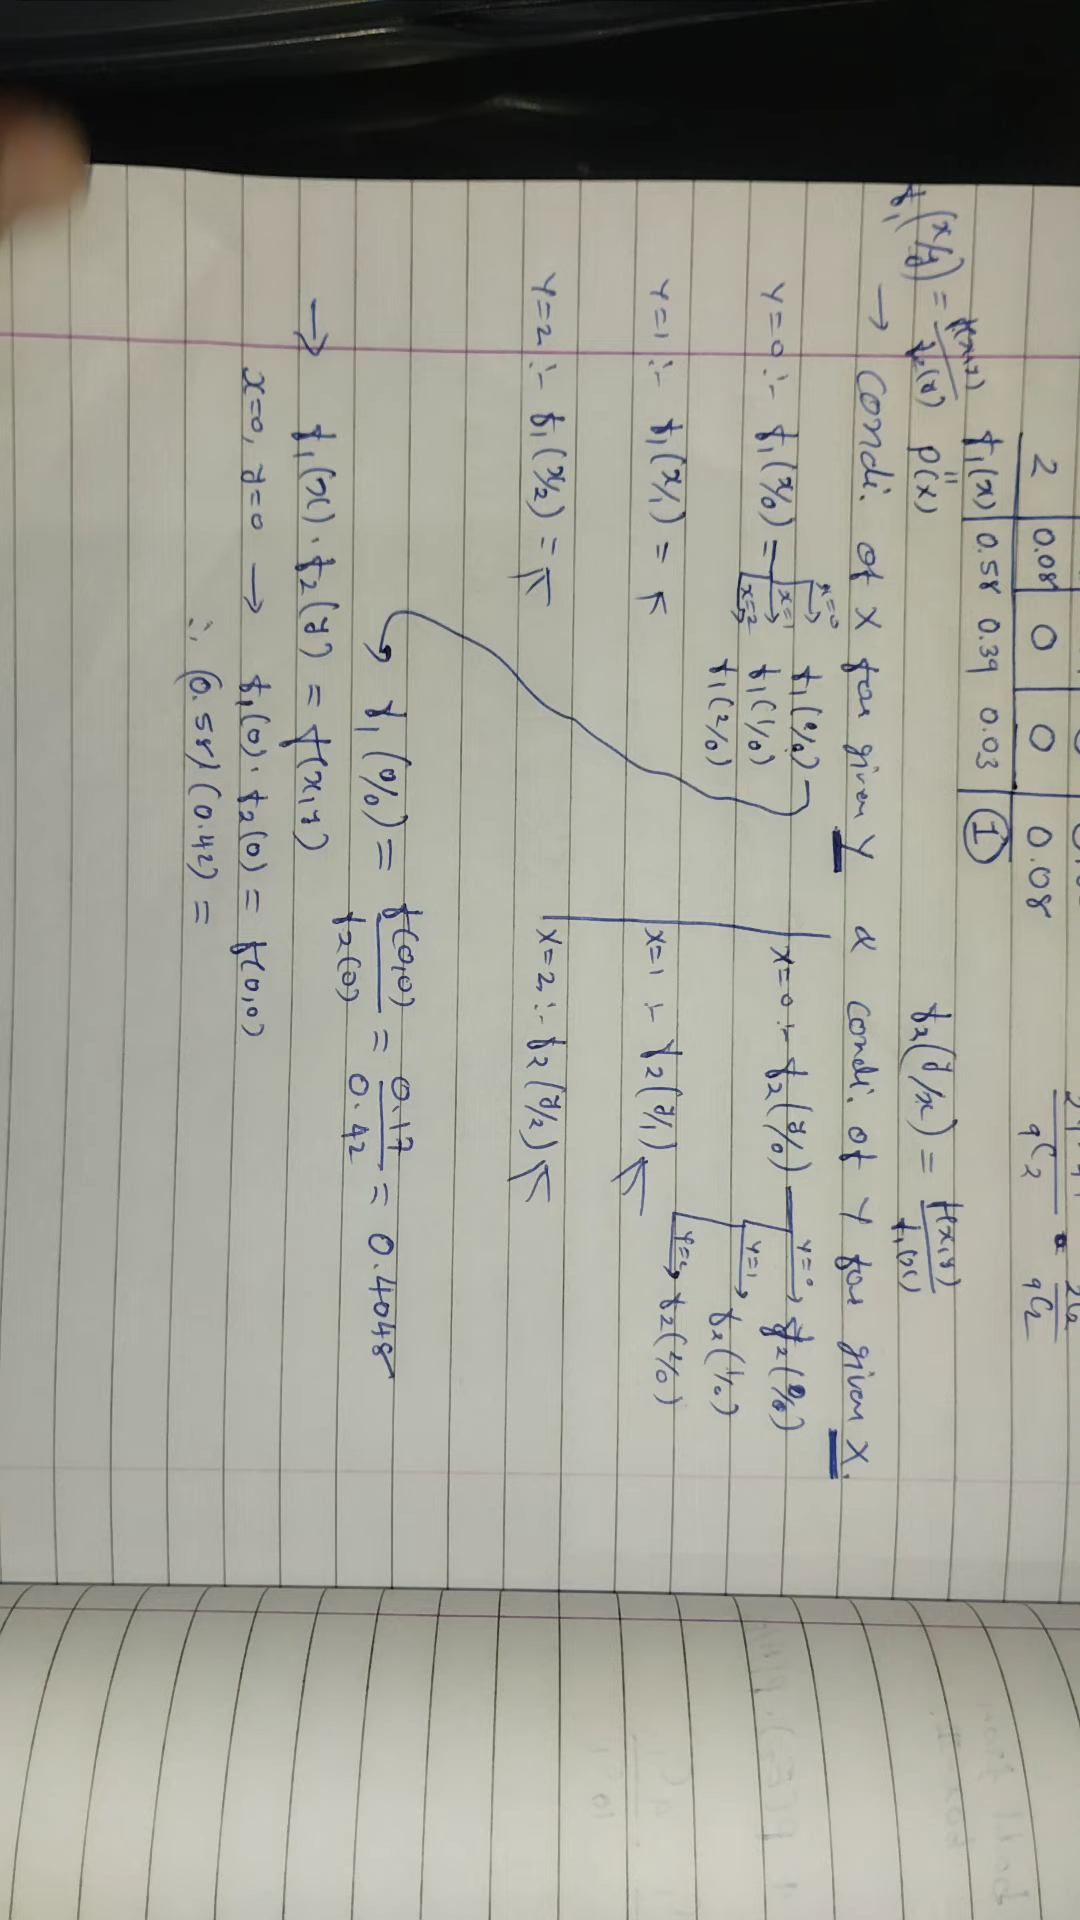 2 | 0.08 | 0 | 0 | 0.08
f₁(x) | 0.58 0.39 0.03 | ①
"
p(x)
9C2 9C2
f₁(x/y) = f(x,y)/f₂(y)
f₂(y/x) = f(x,y)/f₁(x)
→ Condi. of X for given Y & condi. of Y for given X.
Y=0 :- f₁(x/0) = x=0 → f₁(0/0)
x=1 → f₁(1/0)
x=2 → f₁(2/0)
X=0 :- f₂(y/0) Y=0 → f₂(0/0)
Y=1 → f₂(1/0)
Y=2 → f₂(2/0)
Y=1 :- f₁(x/1) = ↖
X=1 :- f₂(y/1) ↖
Y=2 :- f₁(x/2) = ↖
X=2 :- f₂(y/2) ↖
f₁(0/0) = f(0,0)/f₂(0) = 0.17/0.42 = 0.4048
→ f₁(x) · f₂(y) = f(x,y)
x=0, y=0 → f₁(0) · f₂(0) = f(0,0)
∴ (0.58) (0.42) =